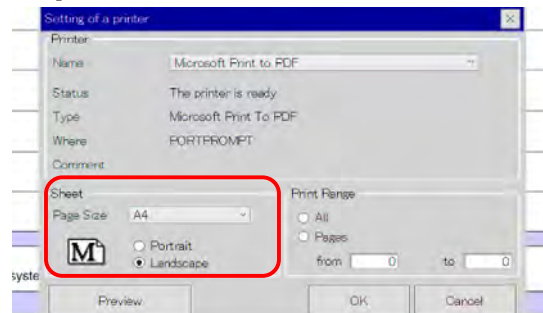 Setting of a printer
Printer
Name Microsoft Print to PDF
Status The printer is ready
Type Microsoft Print To PDF
Where PORTPROMPT
Comment
Sheet
Page Size A4
M
Portrait
Landscape
Print Range
All
Pages
from 0 to 0
syste
Preview OK Cancel